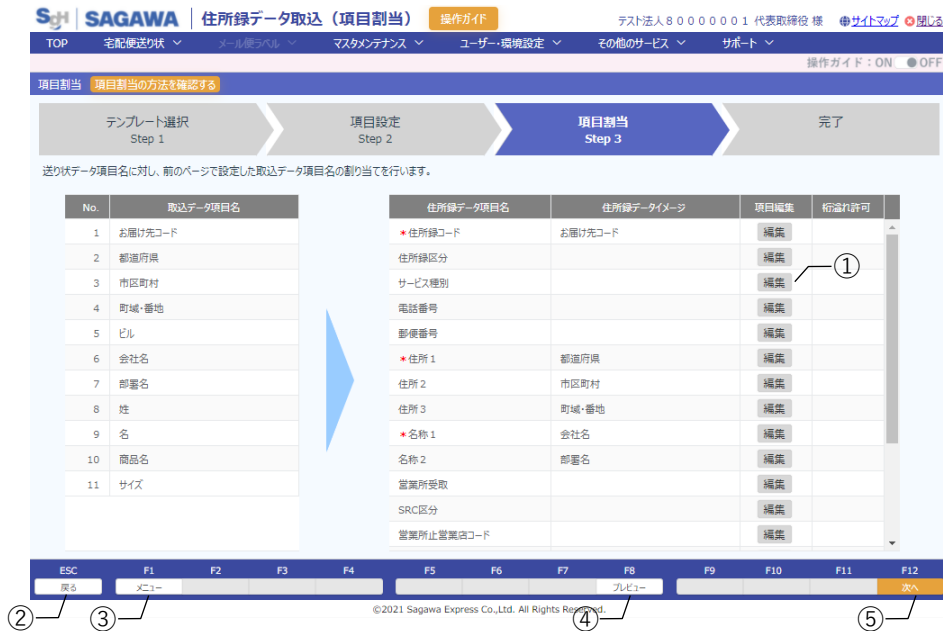 SGH SAGAWA 住所録データ取込（項目割当） 操作ガイド テスト法人８００００００１ 代表取締役 様 サイトマップ 閉じる
TOP 宅配便送り状 メール便ラベル マスタメンテナンス ユーザー・環境設定 その他のサービス サポート
操作ガイド：ON OFF
項目割当 項目割当の方法を確認する
テンプレート選択 項目設定 項目割当 完了
Step 1 Step 2 Step 3
送り状データ項目名に対し、前のページで設定した取込データ項目名の割り当てを行います。
No. 取込データ項目名 住所録データ項目名 住所録データイメージ 項目編集 桁溢れ許可
1 お届け先コード *住所録コード お届け先コード 編集
2 都道府県 住所録区分 編集
①
3 市区町村 サービス種別 編集
4 町域・番地 電話番号 編集
5 ビル 郵便番号 編集
6 会社名 *住所１ 都道府県 編集
7 部署名 住所２ 市区町村 編集
8 姓 住所３ 町域・番地 編集
9 名 *名称１ 会社名 編集
10 商品名 名称２ 部署名 編集
11 サイズ 営業所受取 編集
SRC区分 編集
営業所止営業店コード 編集
ESC F1 F2 F3 F4 F5 F6 F7 F8 F9 F10 F11 F12
戻る メニュー プレビュー 次へ
©2021 Sagawa Express Co.,Ltd. All Rights Reserved.
② ③ ④ ⑤